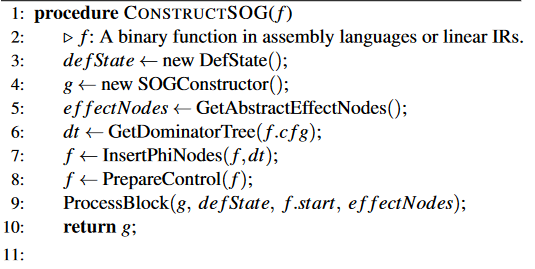 1: procedure CONSTRUCTSOG(f)
2: ▷ f: A binary function in assembly languages or linear IRs.
3: defState ← new DefState();
4: g ← new SOGConstructor();
5: effectNodes ← GetAbstractEffectNodes();
6: dt ← GetDominatorTree(f.cfg);
7: f ← InsertPhiNodes(f,dt);
8: f ← PrepareControl(f);
9: ProcessBlock(g, defState, f.start, effectNodes);
10: return g;
11: